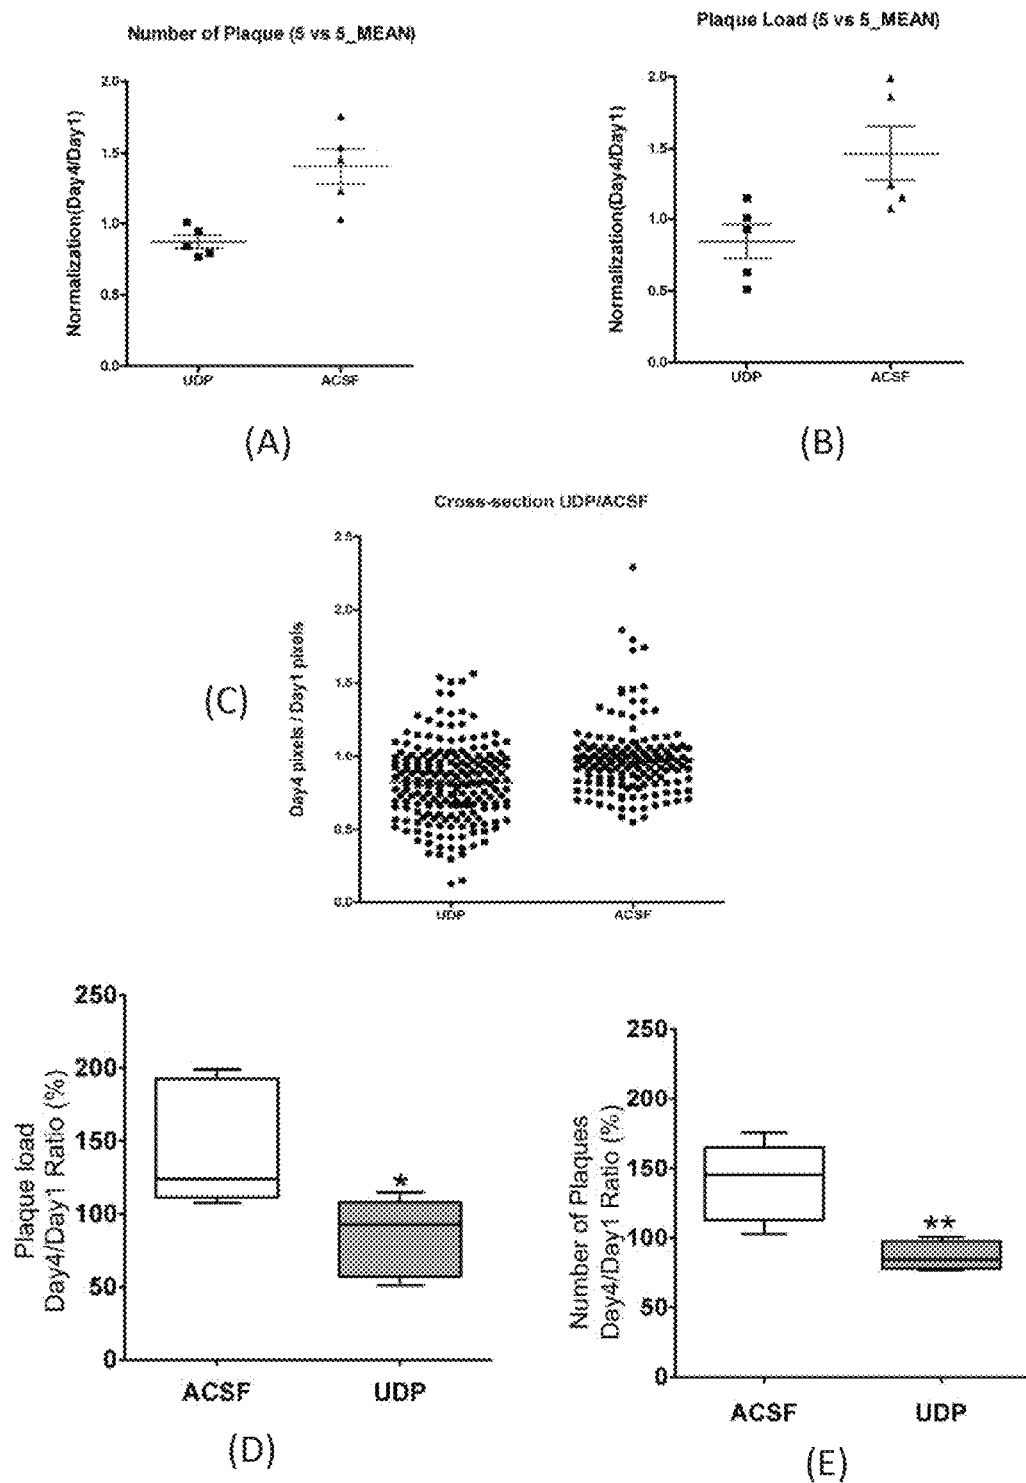 Number of Plaque (5 vs 5_MEAN)
Normalization(Day4/Day1)
2.0
1.5
1.0
0.5
0.0
UDP
ACSF
(A)
Plaque Load (5 vs 5_MEAN)
Normalization(Day4/Day1)
2.0
1.5
1.0
0.5
0.0
UDP
ACSF
(B)
Cross-section UDP/ACSF
(C)
Day4 pixels / Day1 pixels
2.5
2.0
1.5
1.0
0.5
0.0
UDP
ACSF
Plaque load
Day4/Day1 Ratio (%)
250
200
150
100
50
0
*
ACSF
UDP
(D)
Number of Plaques
Day4/Day1 Ratio (%)
250
200
150
100
50
0
**
ACSF
UDP
(E)